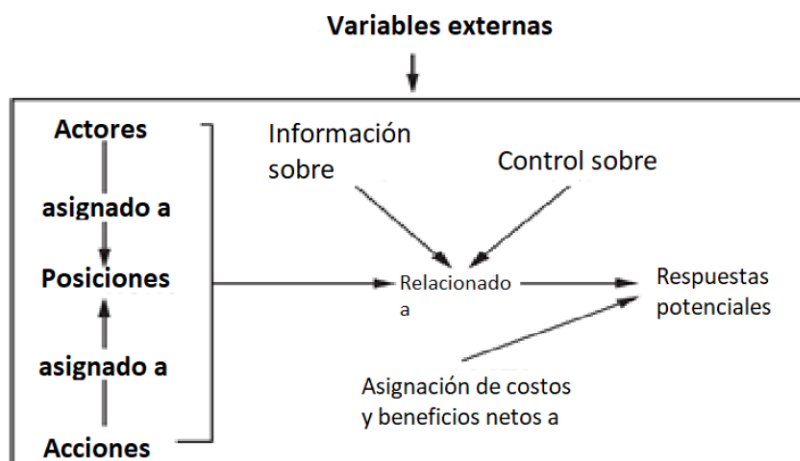 Variables externas
Actores
Información
sobre
Control sobre
asignado a
Posiciones
Relacionado
a
Respuestas
potenciales
asignado a
Asignación de costos
y beneficios netos a
Acciones